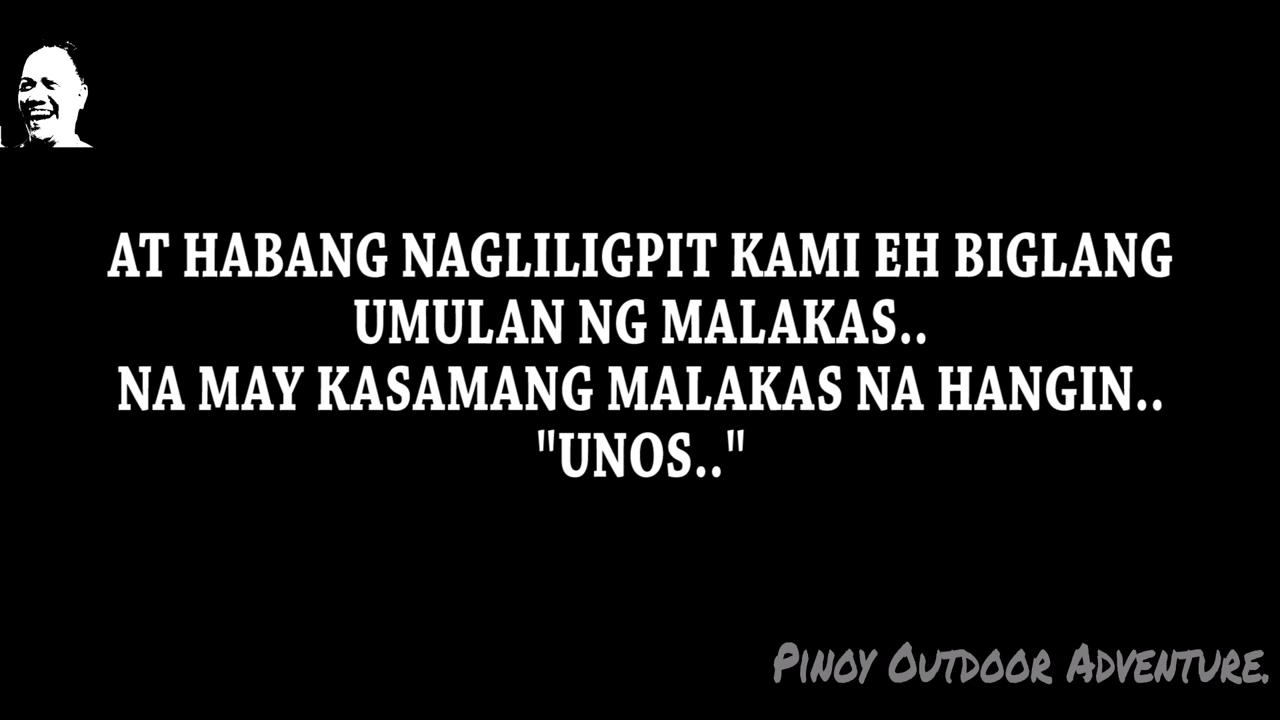 AT HABANG NAGLILIGPIT KAMI EH BIGLANG
UMULAN NG MALAKAS..
NA MAY KASAMANG MALAKAS NA HANGIN..
"UNOS.."
PINOY OUTDOOR ADVENTURE.